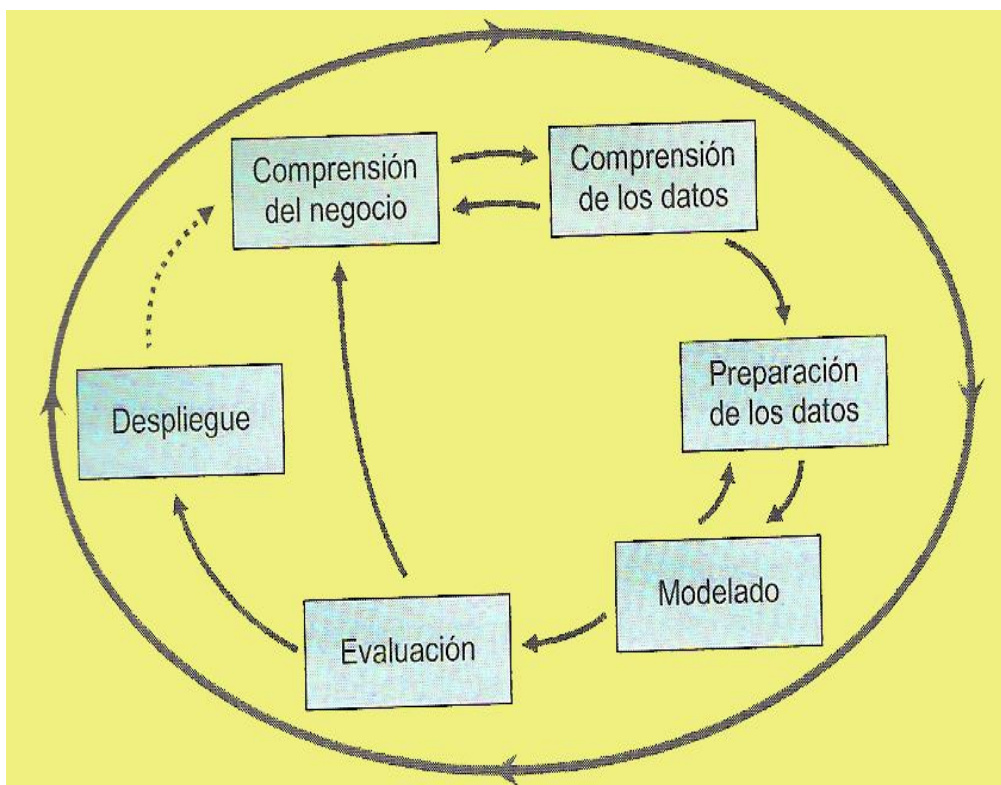 Comprensión
del negocio
Comprensión
de los datos
Preparación
de los datos
Modelado
Evaluación
Despliegue